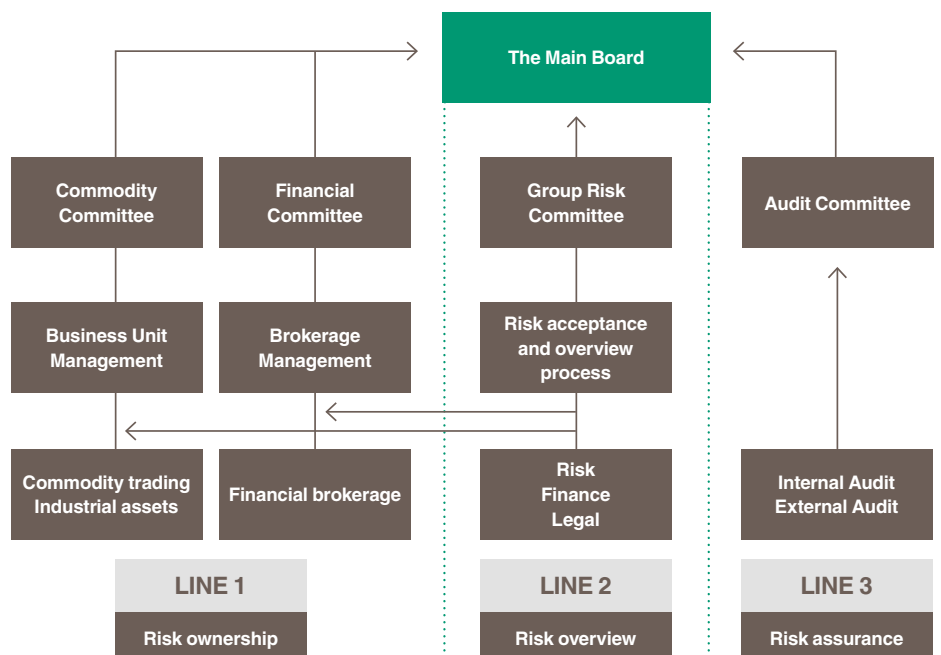 The Main Board
Commodity
Committee
Financial
Committee
Group Risk
Committee
Audit Committee
Business Unit
Management
Brokerage
Management
Risk acceptance
and overview
process
Commodity trading
Industrial assets
Financial brokerage
Risk
Finance
Legal
Internal Audit
External Audit
LINE 1
LINE 2
LINE 3
Risk ownership
Risk overview
Risk assurance